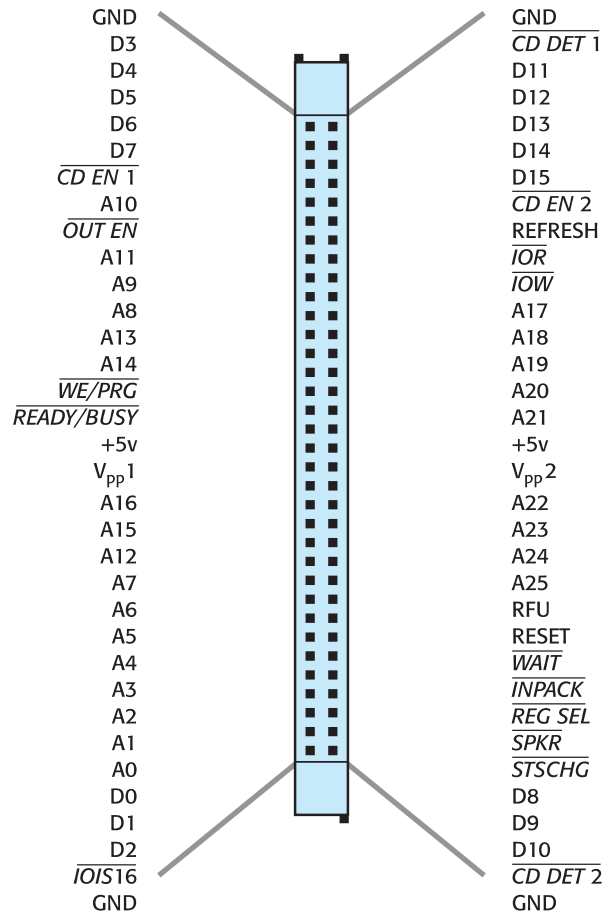 GND
D3
D4
D5
D6
D7
CD EN 1
A10
OUT EN
A11
A9
A8
A13
A14
WE/PRG
READY/BUSY
+5v
Vpp1
A16
A15
A12
A7
A6
A5
A4
A3
A2
A1
A0
D0
D1
D2
IOIS16
GND
GND
CD DET 1
D11
D12
D13
D14
D15
CD EN 2
REFRESH
IOR
IOW
A17
A18
A19
A20
A21
+5v
Vpp2
A22
A23
A24
A25
RFU
RESET
WAIT
INPACK
REG SEL
SPKR
STSCHG
D8
D9
D10
CD DET 2
GND